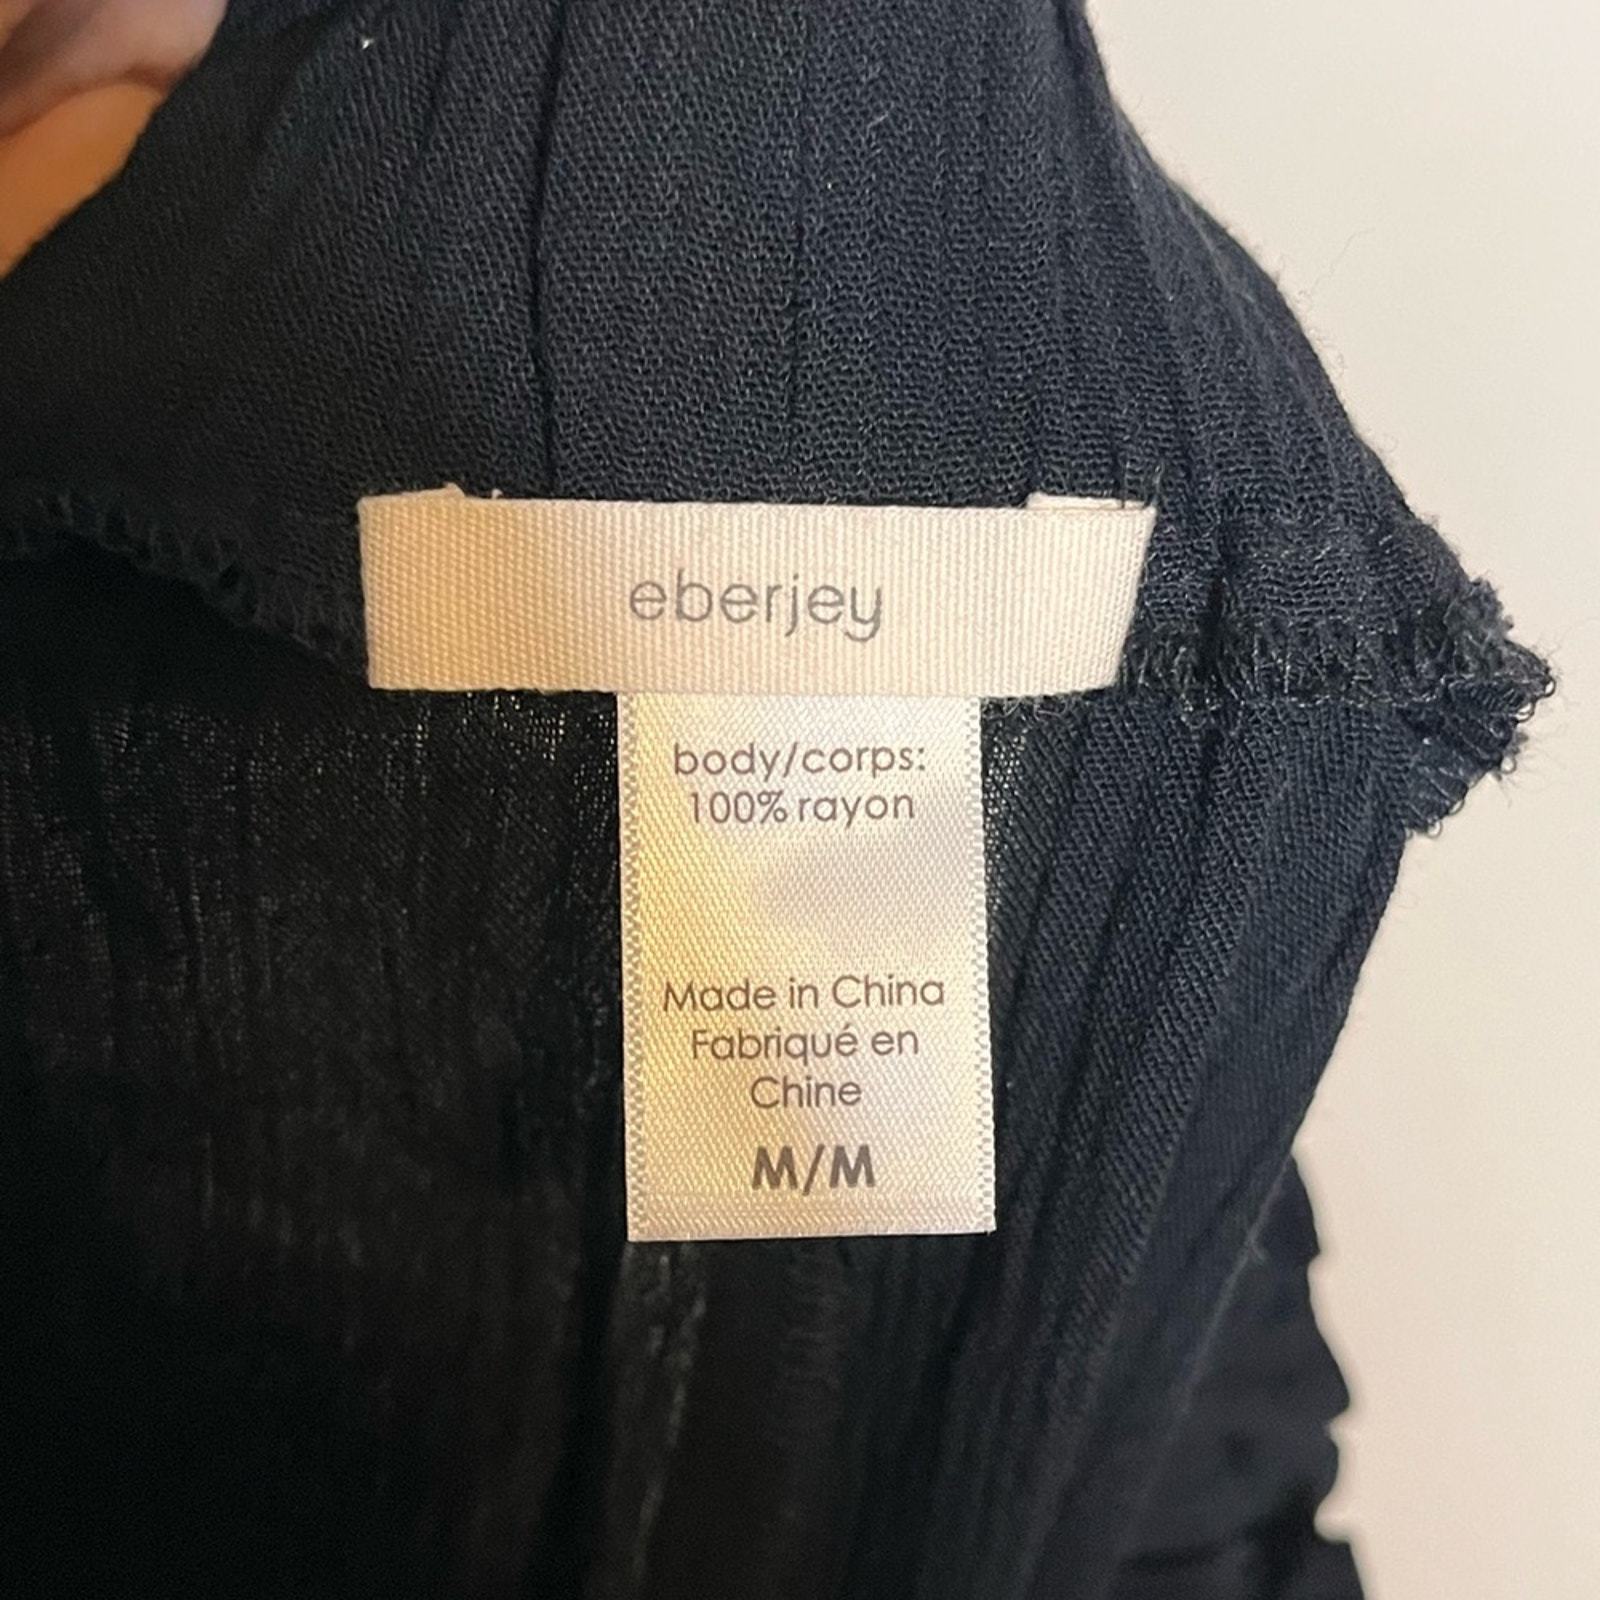 eberjey
body/corps:
100% rayon
Made in China
Fabriqué en
Chine
M/M